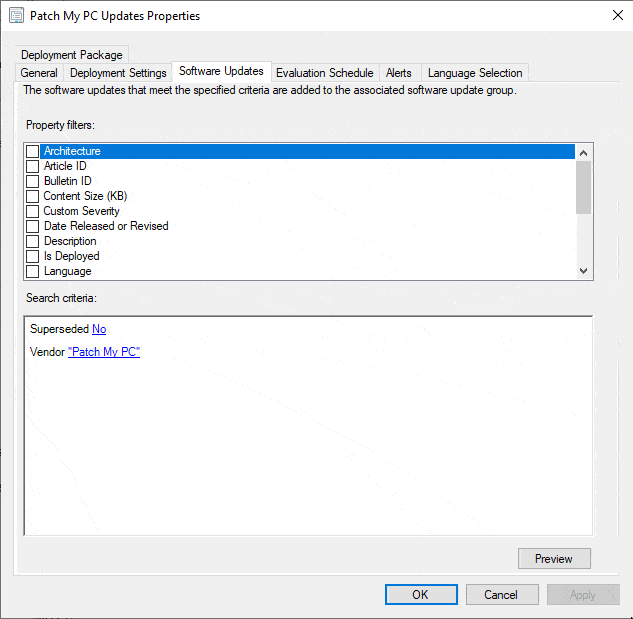 Patch My PC Updates Properties
Deployment Package
General Deployment Settings Software Updates Evaluation Schedule Alerts Language Selection
The software updates that meet the specified criteria are added to the associated software update group.
Property filters:
Architecture
Article ID
Bulletin ID
Content Size (KB)
Custom Severity
Date Released or Revised
Description
Is Deployed
Language
Search criteria:
Superseded No
Vendor "Patch My PC"
Preview
OK Cancel Apply